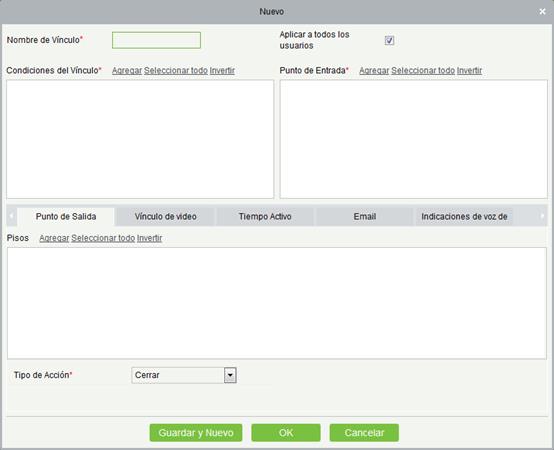 Nuevo
Nombre de Vínculo*
Aplicar a todos los
usuarios
Condiciones del Vínculo* Agregar Seleccionar todo Invertir
Punto de Entrada* Agregar Seleccionar todo Invertir
Punto de Salida
Vínculo de video
Tiempo Activo
Email
Indicaciones de voz de
Pisos Agregar Seleccionar todo Invertir
Tipo de Acción* Cerrar
Guardar y Nuevo
OK
Cancelar